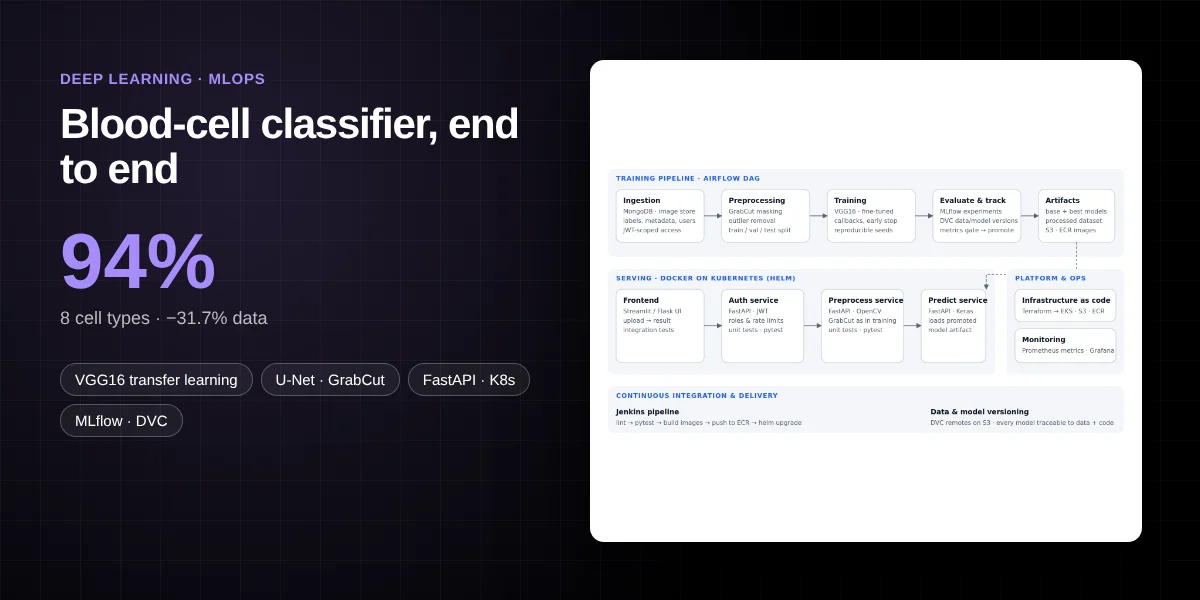 DEEP LEARNING · MLOPS
Blood-cell classifier, end
to end
94%
8 cell types · −31.7% data
VGG16 transfer learning
U-Net · GrabCut
FastAPI · K8s
MLflow · DVC
TRAINING PIPELINE · AIRFLOW DAG
Ingestion
MongoDB · image store
labels, metadata, users
JWT-scoped access
Preprocessing
GrabCut masking
outlier removal
train / val / test split
Training
VGG16 · fine-tuned
callbacks, early stop
reproducible seeds
Evaluate & track
MLflow experiments
DVC data/model versions
metrics gate → promote
Artifacts
base + best models
processed dataset
S3 · ECR images
SERVING · DOCKER ON KUBERNETES (HELM)
Frontend
Streamlit / Flask UI
upload → result
integration tests
Auth service
FastAPI · JWT
roles & rate limits
unit tests · pytest
Preprocess service
FastAPI · OpenCV
GrabCut as in training
unit tests · pytest
Predict service
FastAPI · Keras
loads promoted
model artifact
PLATFORM & OPS
Infrastructure as code
Terraform → EKS · S3 · ECR
Monitoring
Prometheus metrics · Grafana
CONTINUOUS INTEGRATION & DELIVERY
Jenkins pipeline
lint → pytest → build images → push to ECR → helm upgrade
Data & model versioning
DVC remotes on S3 · every model traceable to data + code